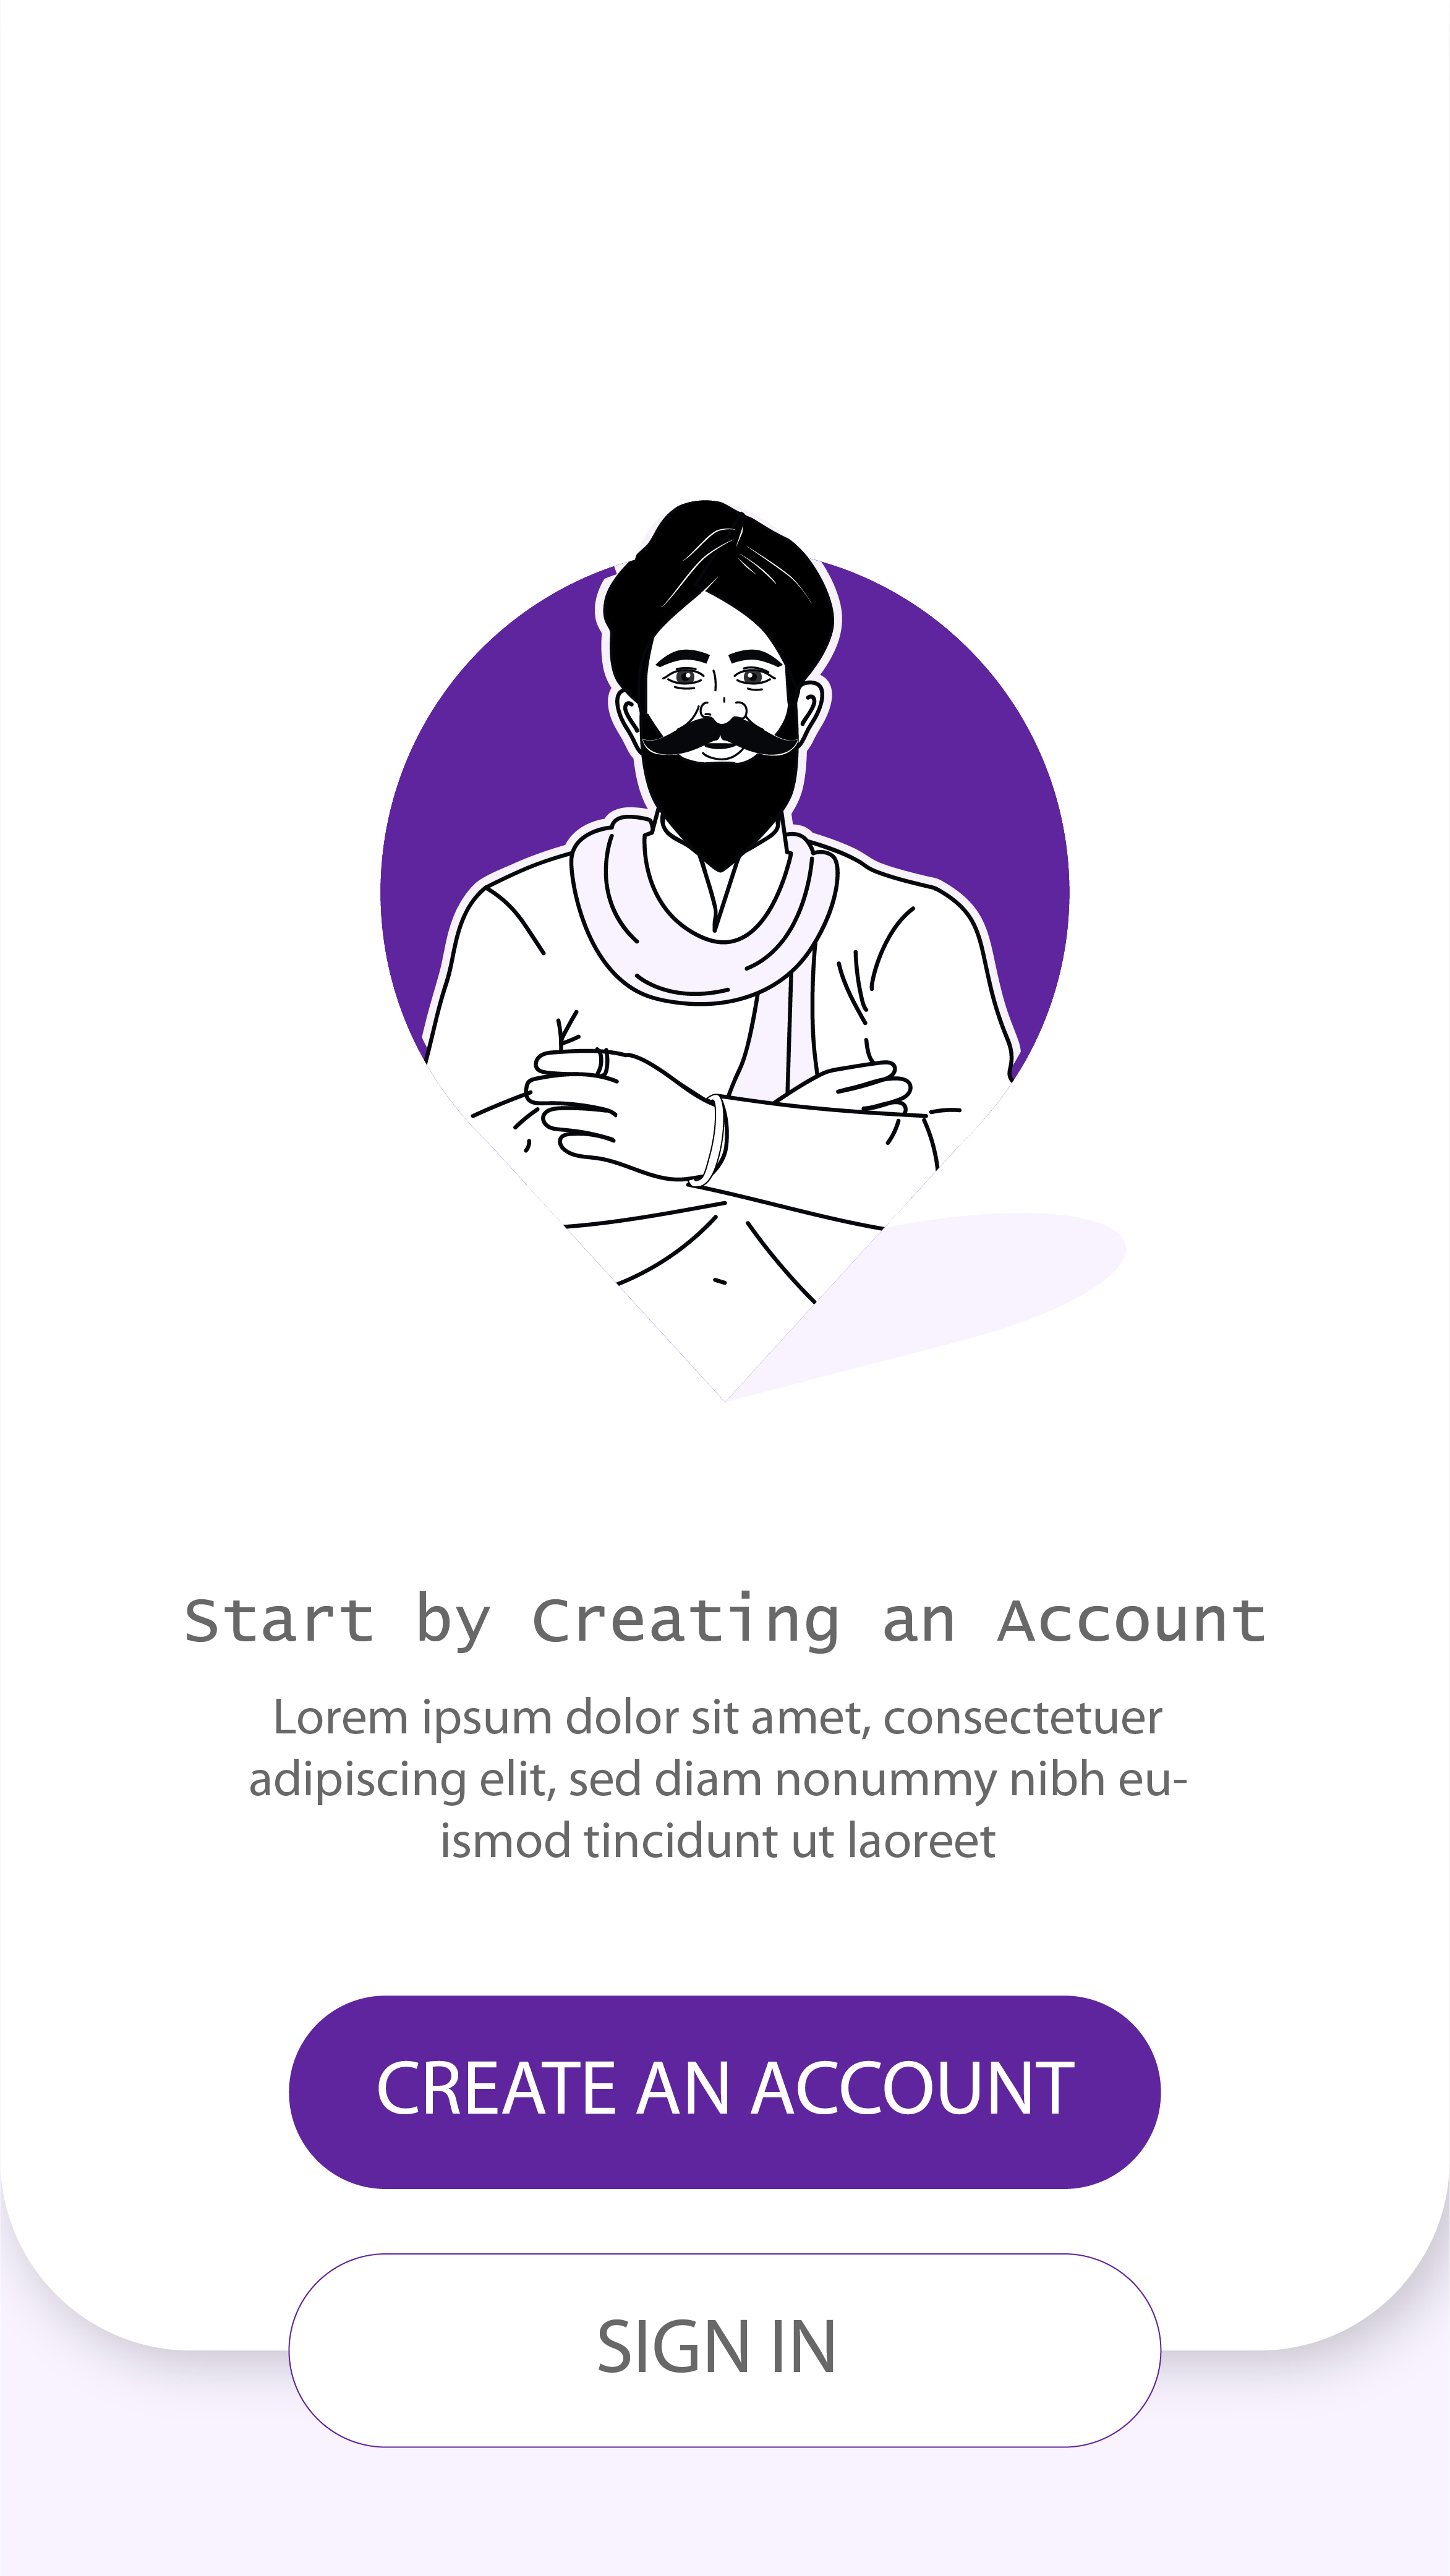 Start by Creating an Account
Lorem ipsum dolor sit amet, consectetuer
adipiscing elit, sed diam nonummy nibh eu-
ismod tincidunt ut laoreet
CREATE AN ACCOUNT
SIGN IN